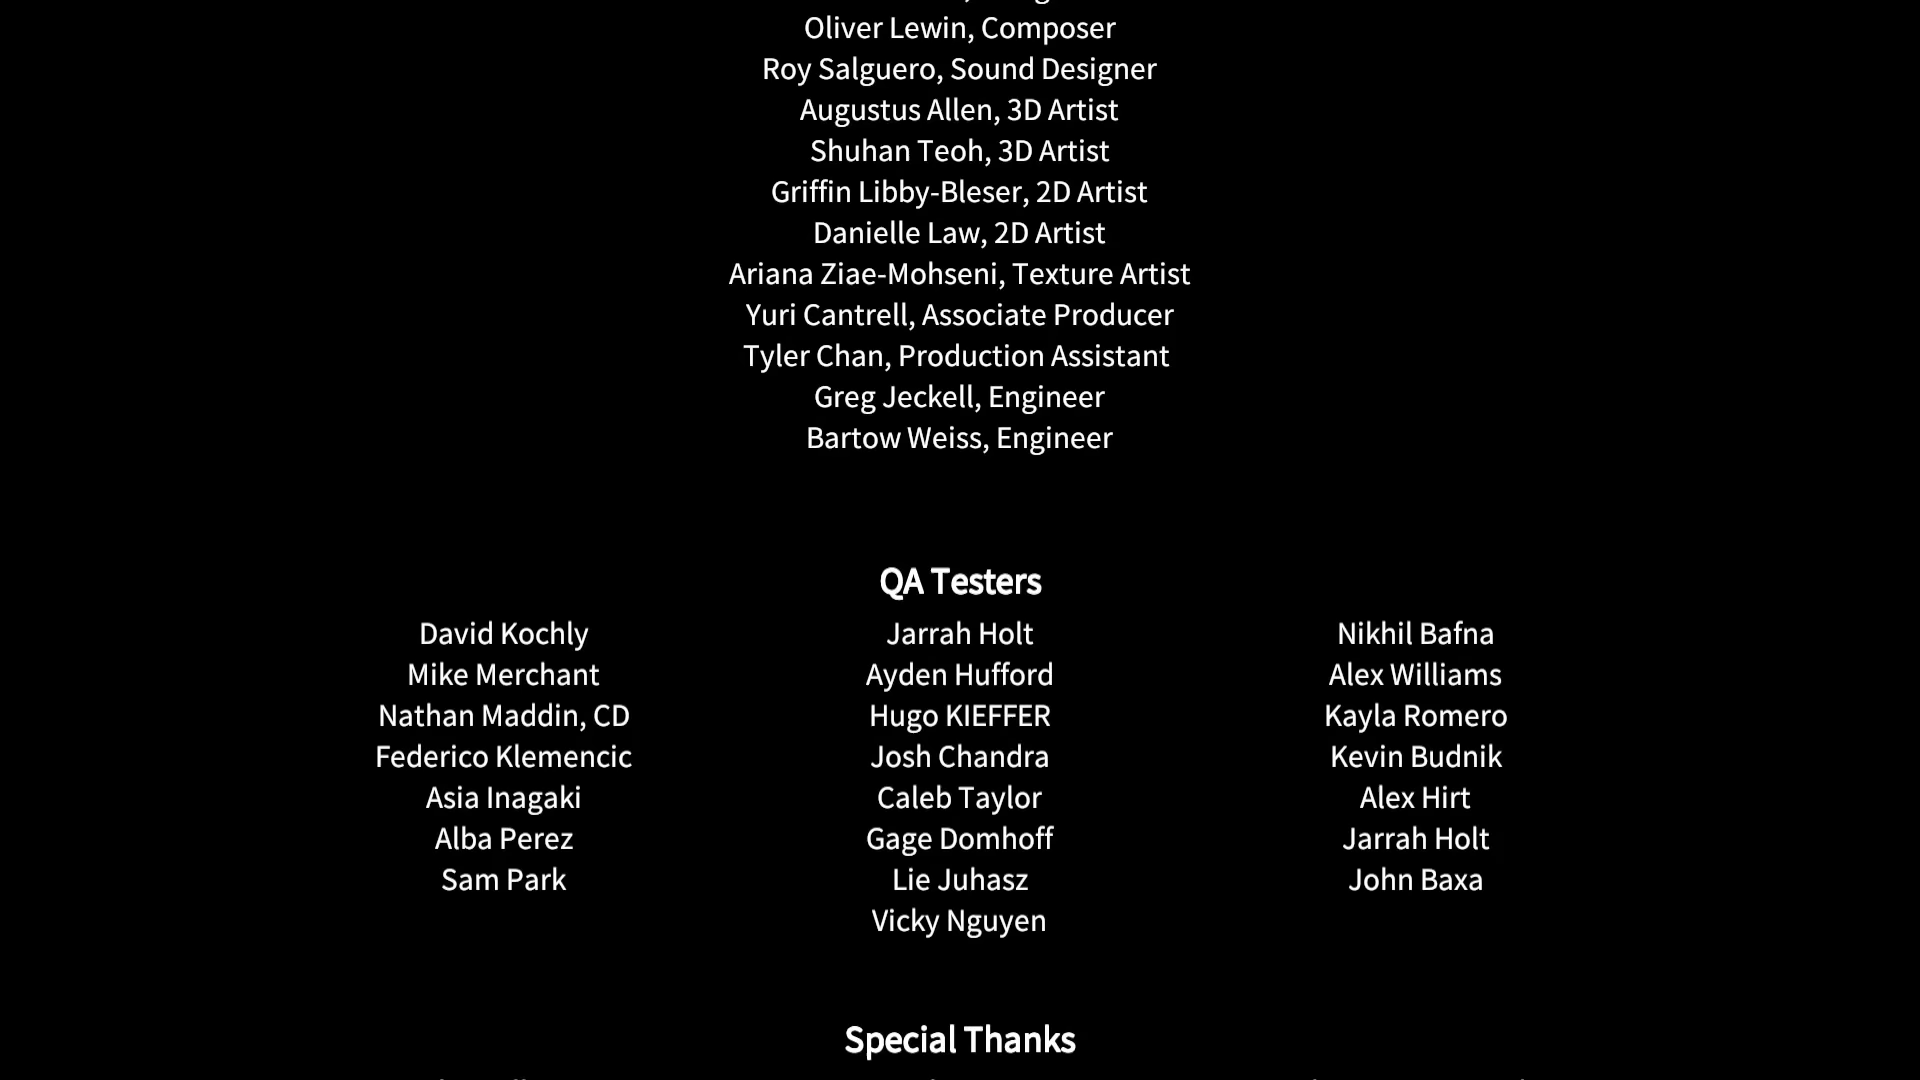 Oliver Lewin, Composer
Roy Salguero, Sound Designer
Augustus Allen, 3D Artist
Shuhan Teoh, 3D Artist
Griffin Libby-Bleser, 2D Artist
Danielle Law, 2D Artist
Ariana Ziae-Mohseni, Texture Artist
Yuri Cantrell, Associate Producer
Tyler Chan, Production Assistant
Greg Jeckell, Engineer
Bartow Weiss, Engineer
QA Testers
David Kochly
Mike Merchant
Nathan Maddin, CD
Federico Klemencic
Asia Inagaki
Alba Perez
Sam Park
Jarrah Holt
Ayden Hufford
Hugo KIEFFER
Josh Chandra
Caleb Taylor
Gage Domhoff
Lie Juhasz
Vicky Nguyen
Nikhil Bafna
Alex Williams
Kayla Romero
Kevin Budnik
Alex Hirt
Jarrah Holt
John Baxa
Special Thanks